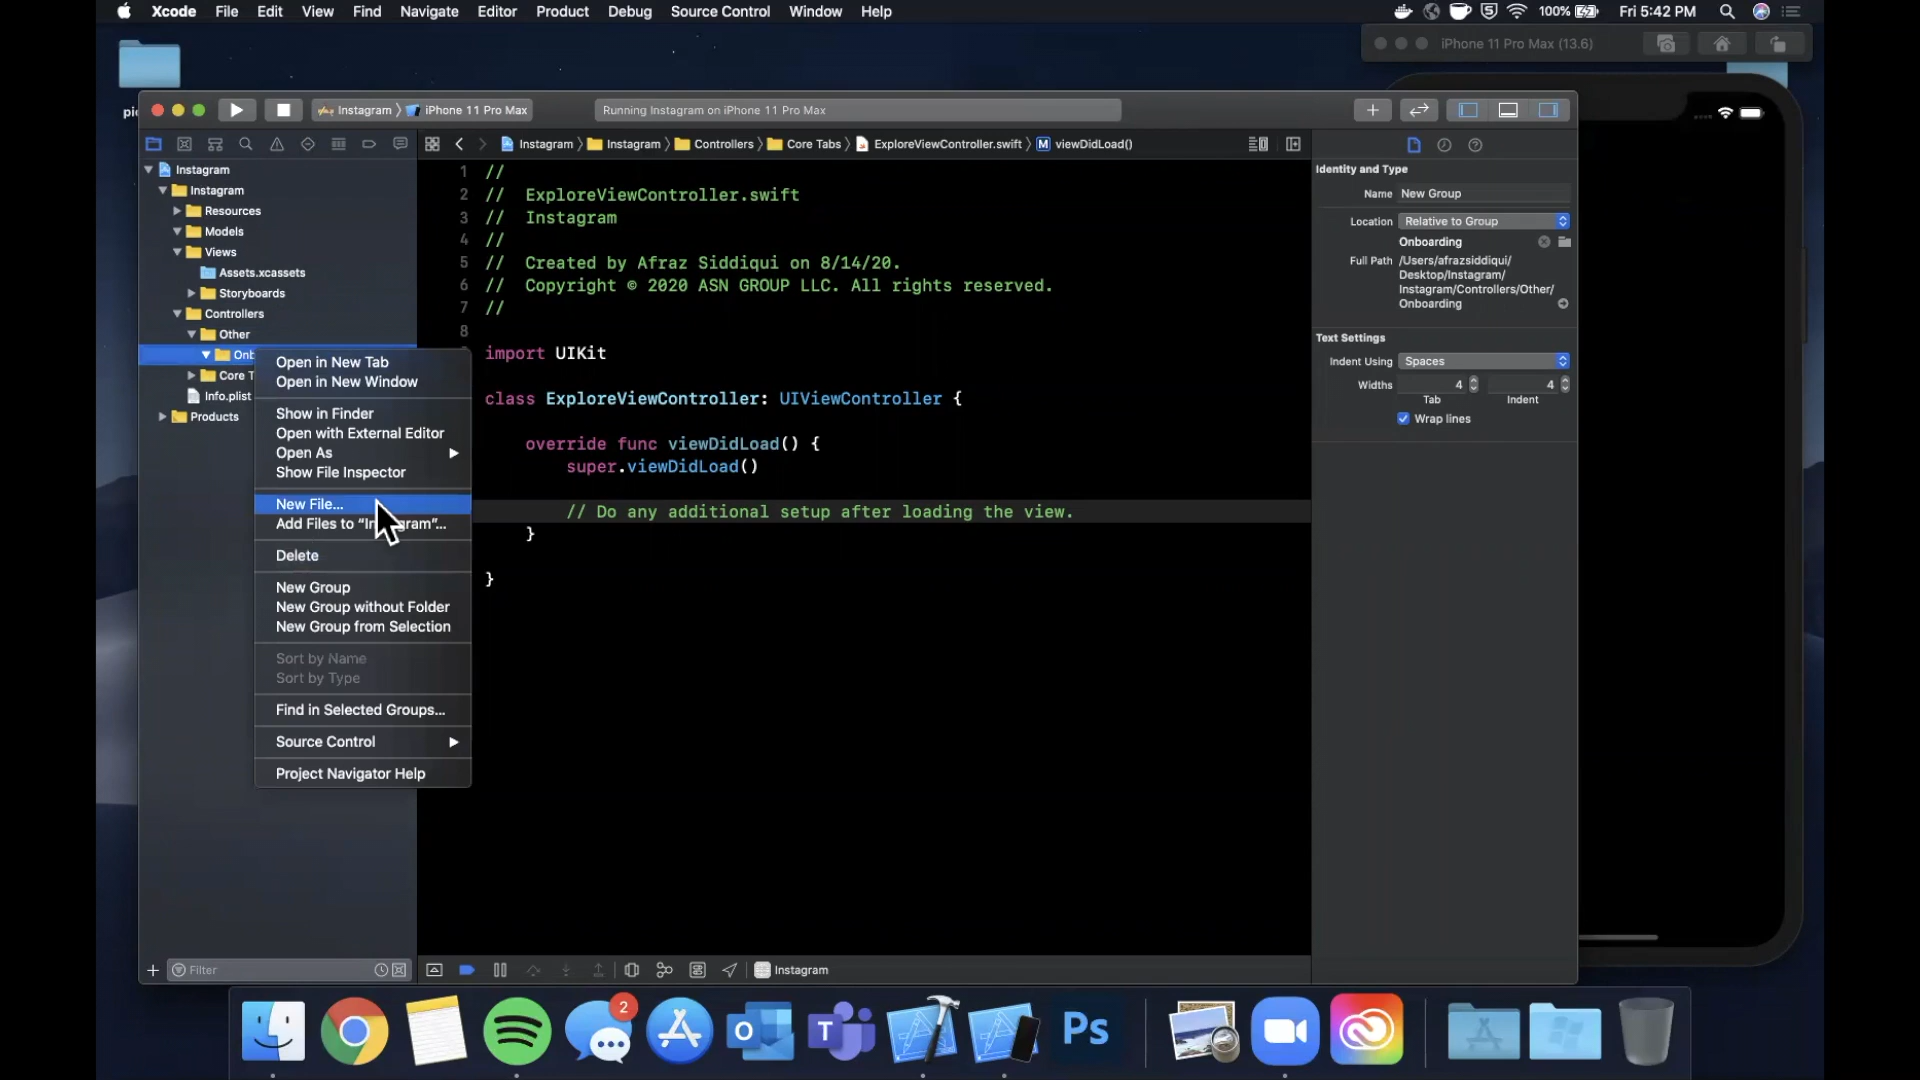 Xcode File Edit View Find Navigate Editor Product Debug Source Control Window Help
100% Fri 5:42 PM
iPhone 11 Pro Max (13.6)
Instagram iPhone 11 Pro Max
Running Instagram on iPhone 11 Pro Max
Instagram Instagram Controllers Core Tabs ExploreViewController.swift M viewDidLoad()
Instagram
Instagram
Resources
Models
Views
Assets.xcassets
Storyboards
Controllers
Other
Onb
Core T
Info.plist
Products
Open in New Tab
Open in New Window
Show in Finder
Open with External Editor
Open As
Show File Inspector
New File...
Add Files to “Instagram”...
Delete
New Group
New Group without Folder
New Group from Selection
Sort by Name
Sort by Type
Find in Selected Groups...
Source Control
Project Navigator Help
1 //
2 // ExploreViewController.swift
3 // Instagram
4 //
5 // Created by Afraz Siddiqui on 8/14/20.
6 // Copyright © 2020 ASN GROUP LLC. All rights reserved.
7 //
8
import UIKit
class ExploreViewController: UIViewController {
override func viewDidLoad() {
super.viewDidLoad()
// Do any additional setup after loading the view.
}
}
Identity and Type
Name New Group
Location Relative to Group
Onboarding
Full Path /Users/afrazsiddiqui/
Desktop/Instagram/
Instagram/Controllers/Other/
Onboarding
Text Settings
Indent Using Spaces
Widths 4 4
Tab Indent
Wrap lines
Filter
Instagram
2
Ps